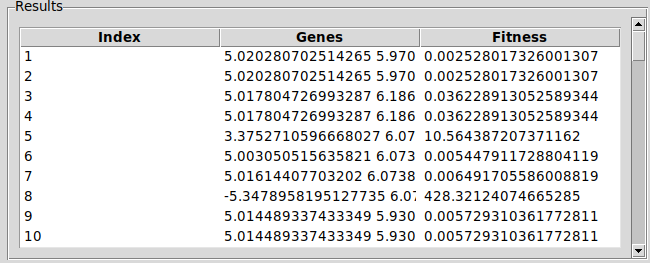 Results
Index Genes Fitness
1 5.020280702514265 5.970 0.002528017326001307
2 5.020280702514265 5.970 0.002528017326001307
3 5.017804726993287 6.186 0.036228913052589344
4 5.017804726993287 6.186 0.036228913052589344
5 3.3752710596668027 6.07 10.564387207371162
6 5.003050515635821 6.073 0.005447911728804119
7 5.01614407703202 6.0738 0.006491705586008819
8 -5.3478958195127735 6.07 428.32124074665285
9 5.014489337433349 5.930 0.005729310361772811
10 5.014489337433349 5.930 0.005729310361772811